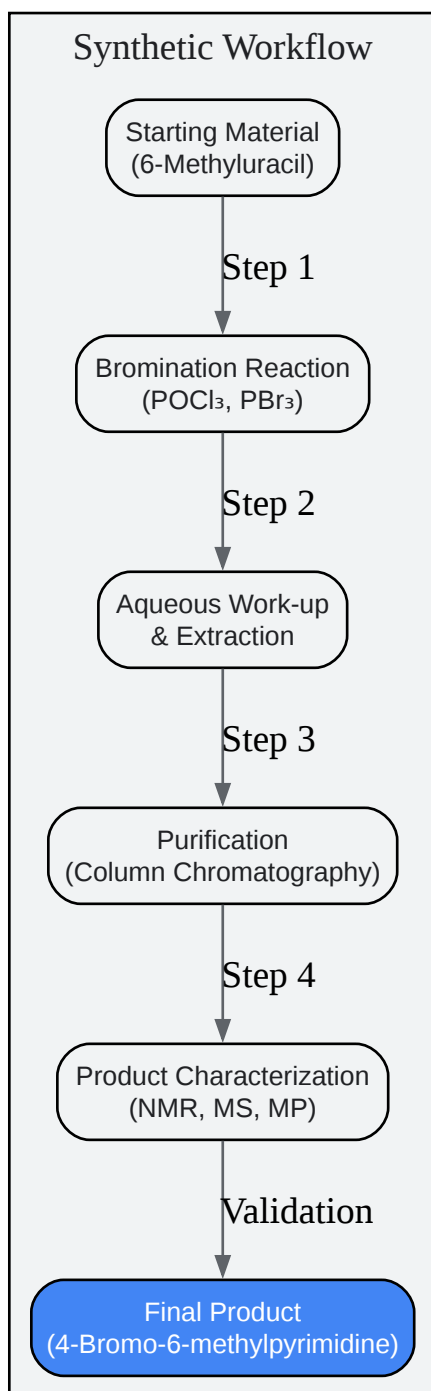 Synthetic Workflow
Starting Material
(6-Methyluracil)
Step 1
Bromination Reaction
(POCl₃, PBr₃)
Step 2
Aqueous Work-up
& Extraction
Step 3
Purification
(Column Chromatography)
Step 4
Product Characterization
(NMR, MS, MP)
Validation
Final Product
(4-Bromo-6-methylpyrimidine)